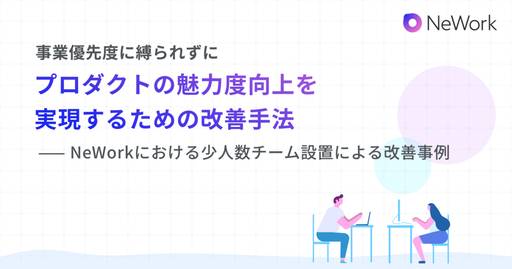 NeWork
事業優先度に縛られずに
プロダクトの魅力度向上を
実現するための改善手法
── NeWorkにおける少人数チーム設置による改善事例